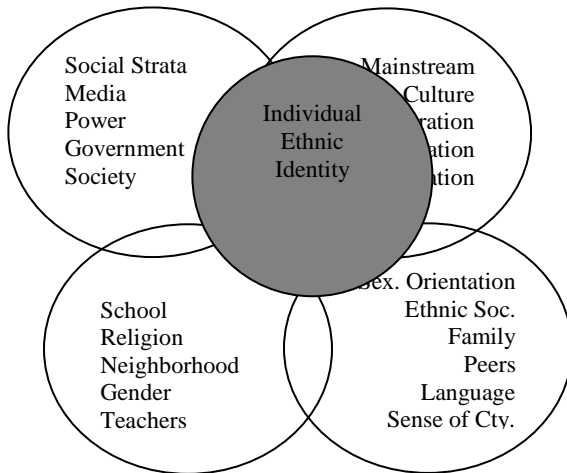 Social Strata
Media
Power
Government
Society
Mainstream
Culture
Individual
Ethnic
Identity
School
Religion
Neighborhood
Gender
Teachers
Sex. Orientation
Ethnic Soc.
Family
Peers
Language
Sense of Cty.